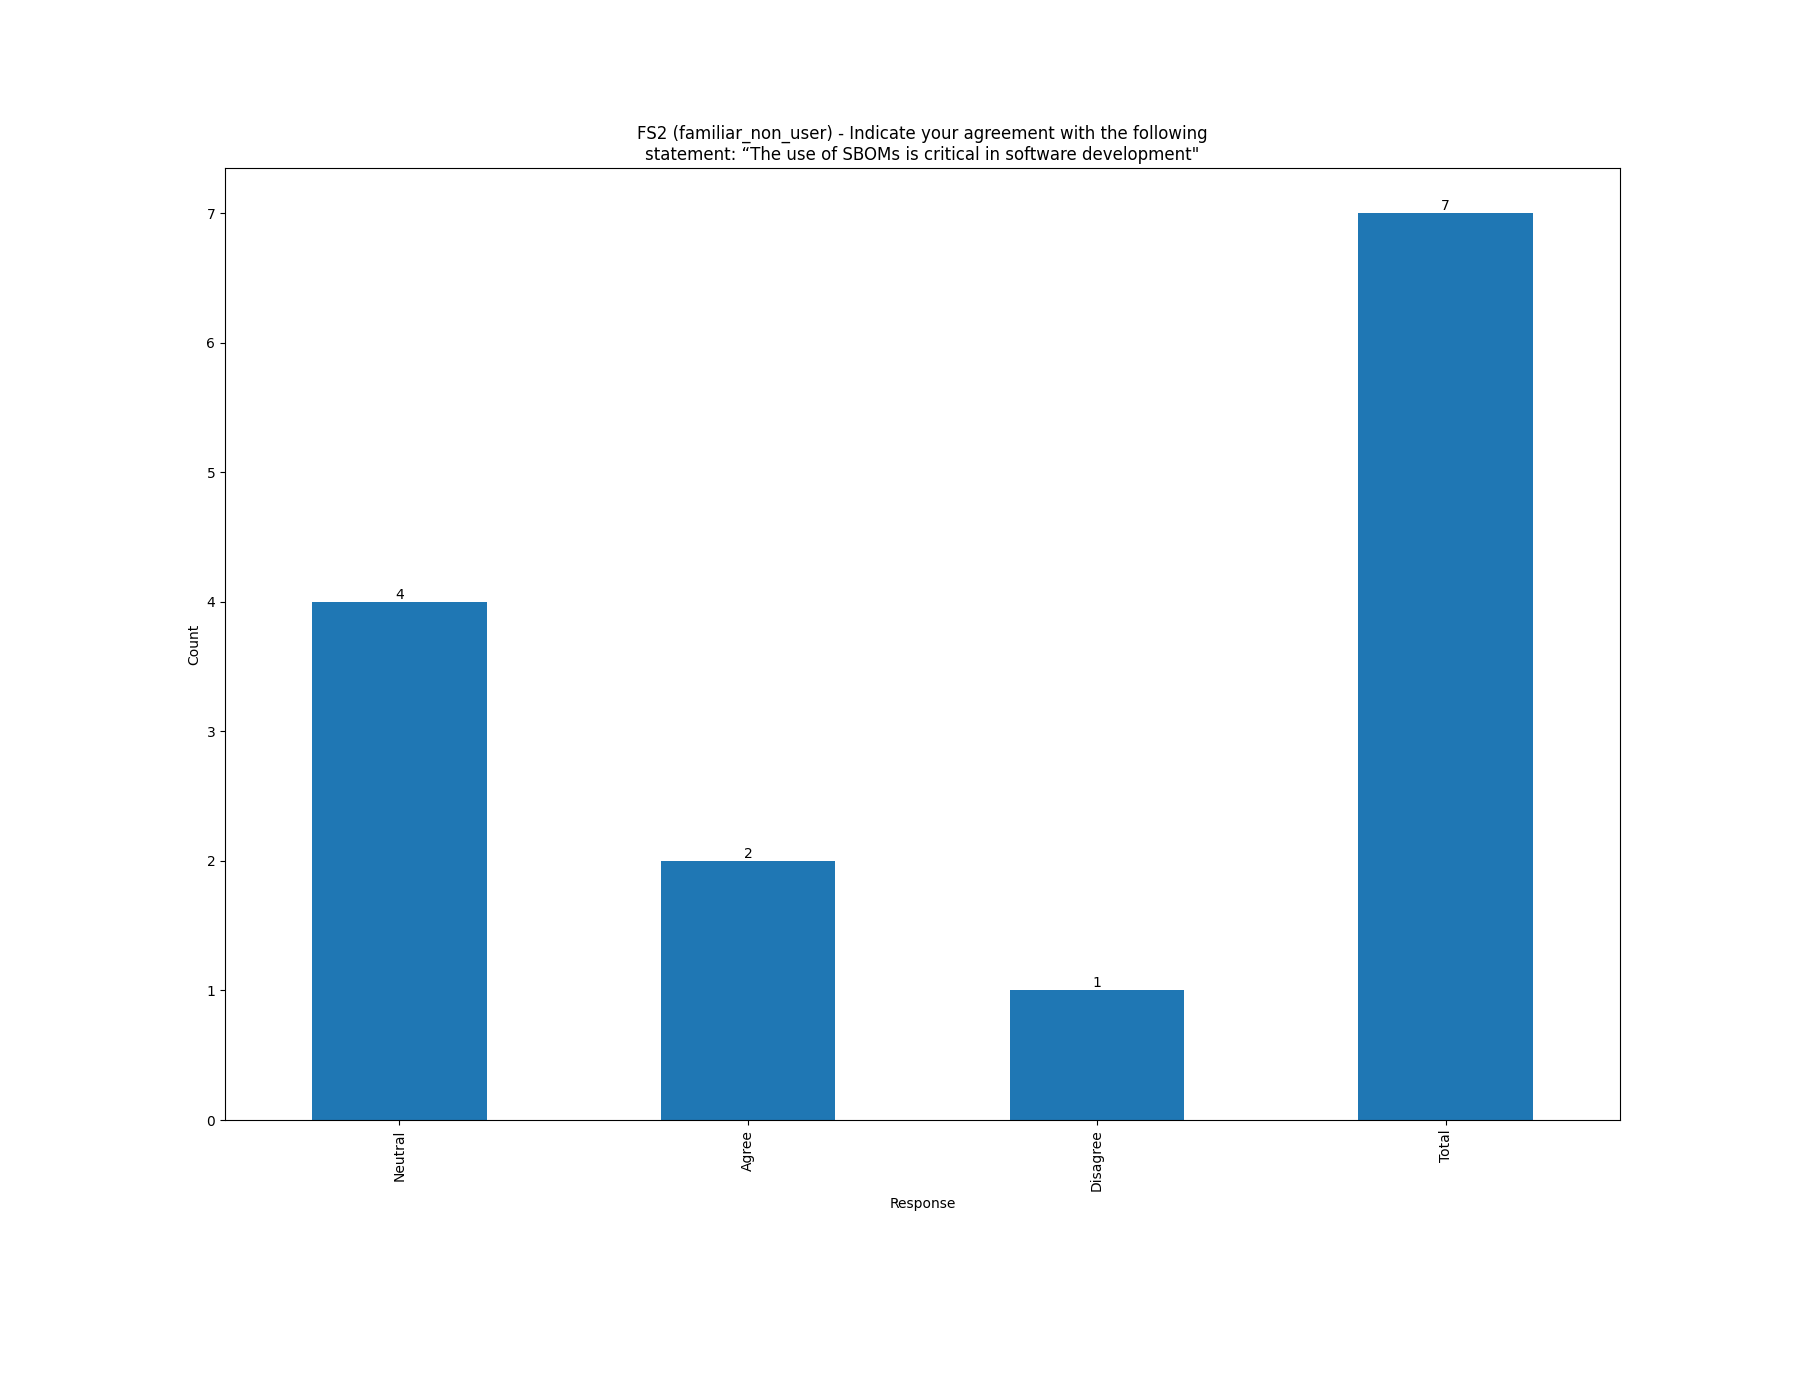 FS2 (familiar_non_user) - Indicate your agreement with the following
statement: “The use of SBOMs is critical in software development"
7
6
5
4
3
2
1
0
Count
4
2
1
7
Neutral
Agree
Disagree
Total
Response